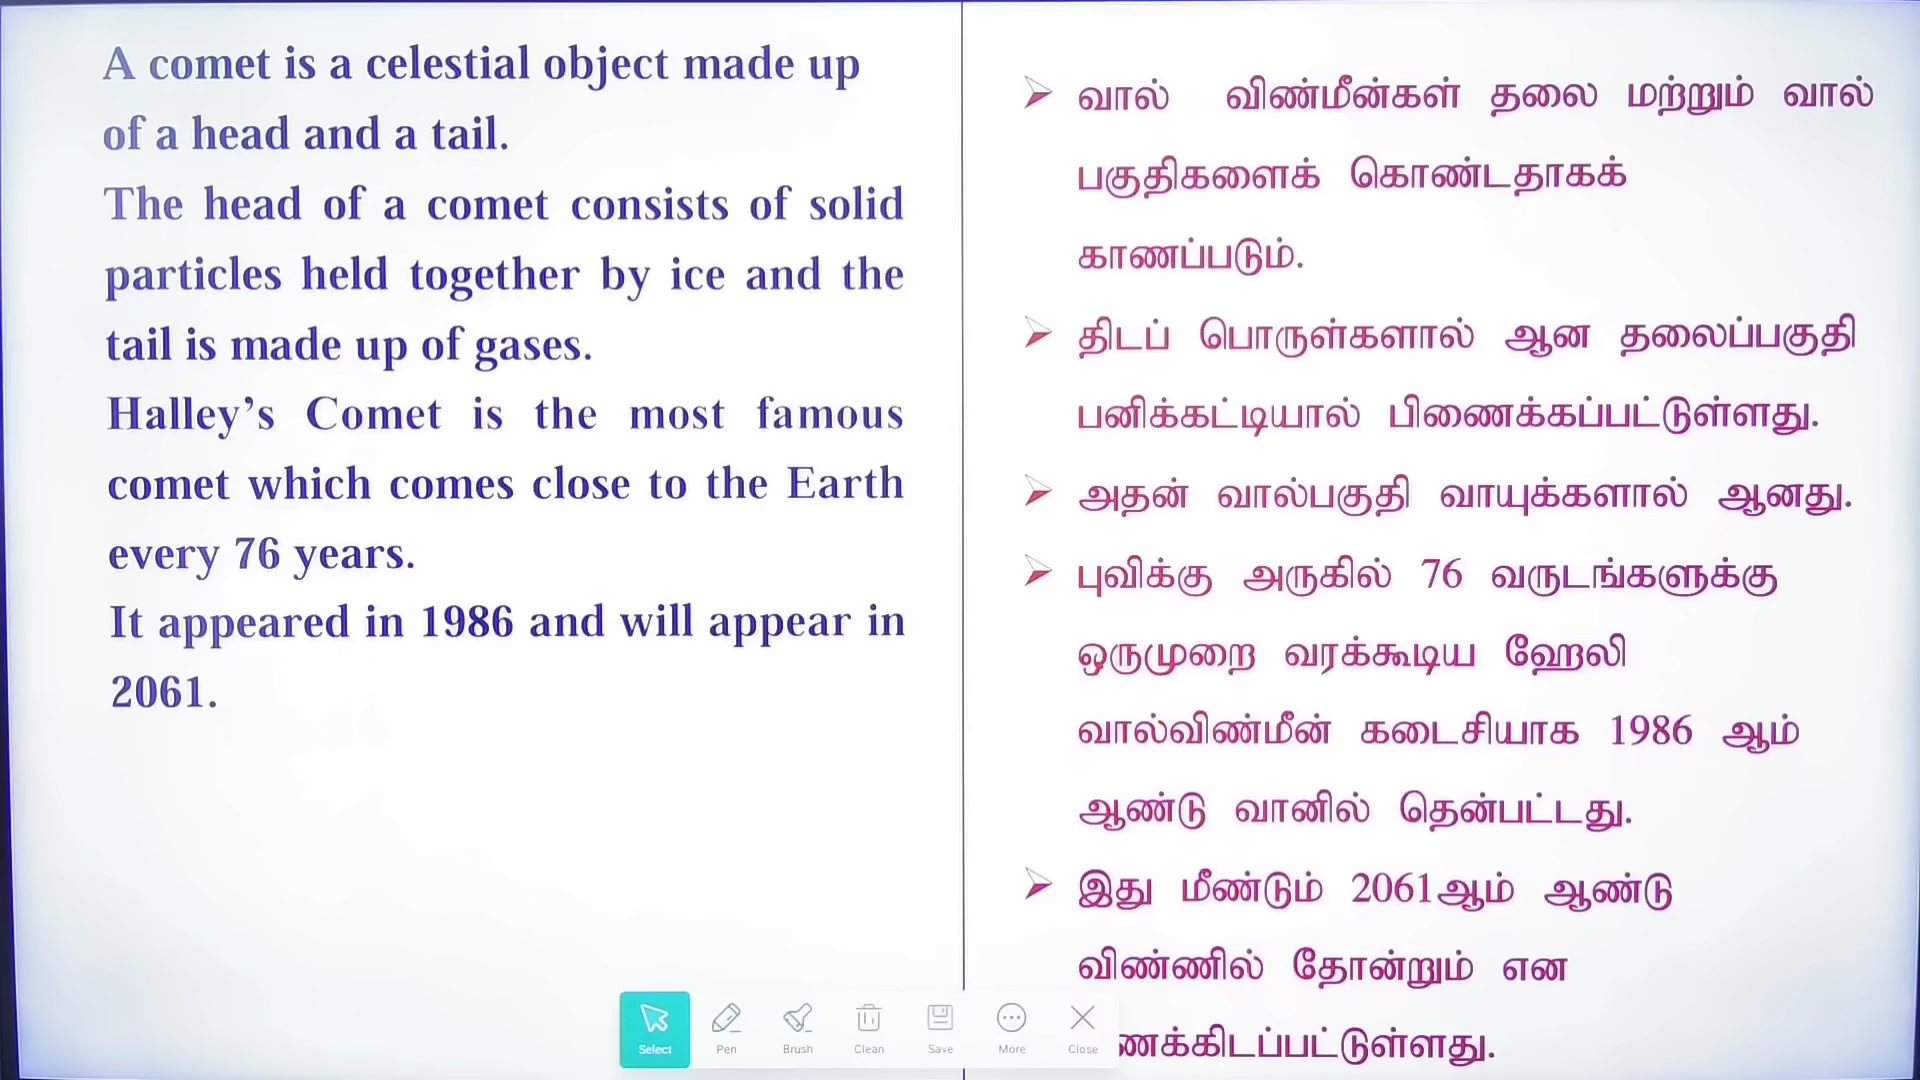 A comet is a celestial object made up
of a head and a tail.
The head of a comet consists of solid
particles held together by ice and the
tail is made up of gases.
Halley’s Comet is the most famous
comet which comes close to the Earth
every 76 years.
It appeared in 1986 and will appear in
2061.
வால் விண்மீன்கள் தலை மற்றும் வால்
பகுதிகளைக் கொண்டதாகக்
காணப்படும்.
திடப் பொருள்களால் ஆன தலைப்பகுதி
பனிக்கட்டியால் பிணைக்கப்பட்டுள்ளது.
அதன் வால்பகுதி வாயுக்களால் ஆனது.
புவிக்கு அருகில் 76 வருடங்களுக்கு
ஒருமுறை வரக்கூடிய ஹேலி
வால்விண்மீன் கடைசியாக 1986 ஆம்
ஆண்டு வானில் தென்பட்டது.
இது மீண்டும் 2061ஆம் ஆண்டு
விண்ணில் தோன்றும் என
Select Pen Brush Clean Save More Close